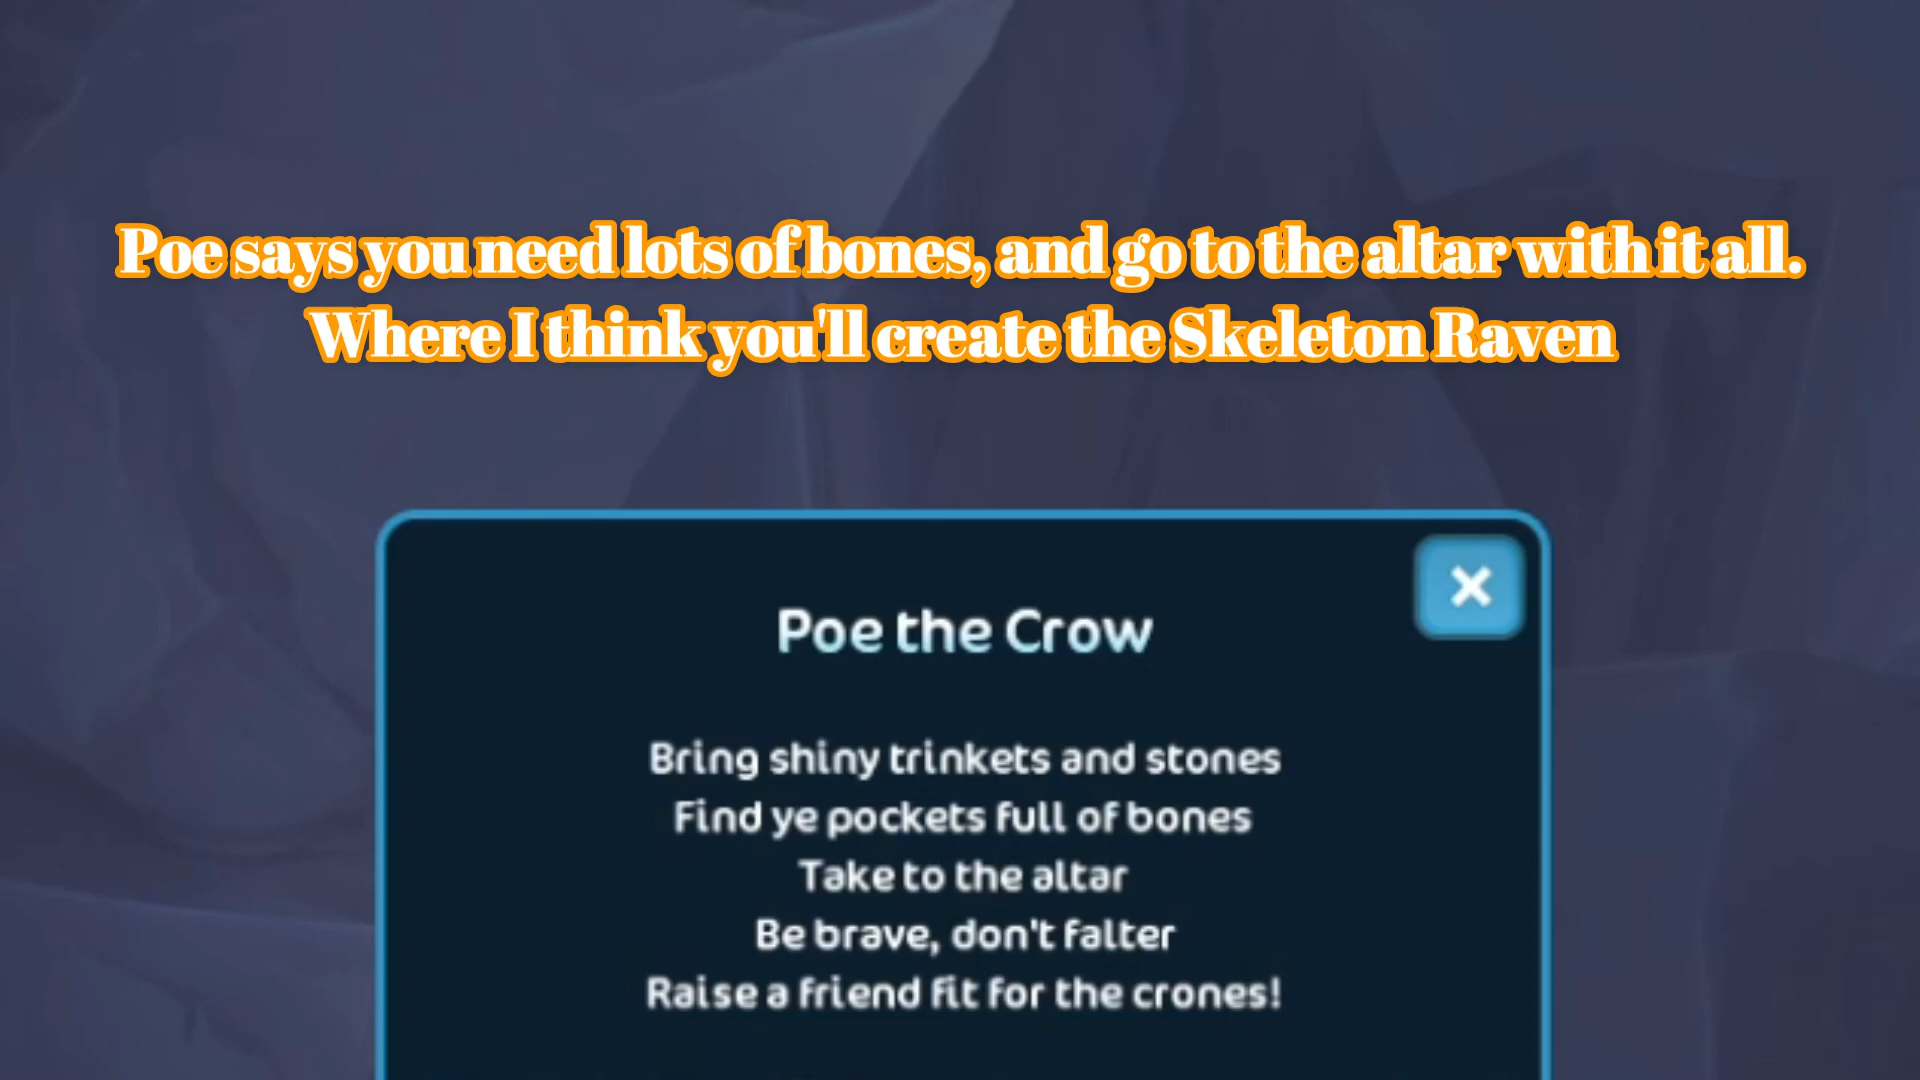 Poe says you need lots of bones, and go to the altar with it all.
Where I think you'll create the Skeleton Raven
Poe the Crow
Bring shiny trinkets and stones
Find ye pockets full of bones
Take to the altar
Be brave, don't falter
Raise a friend fit for the crones!